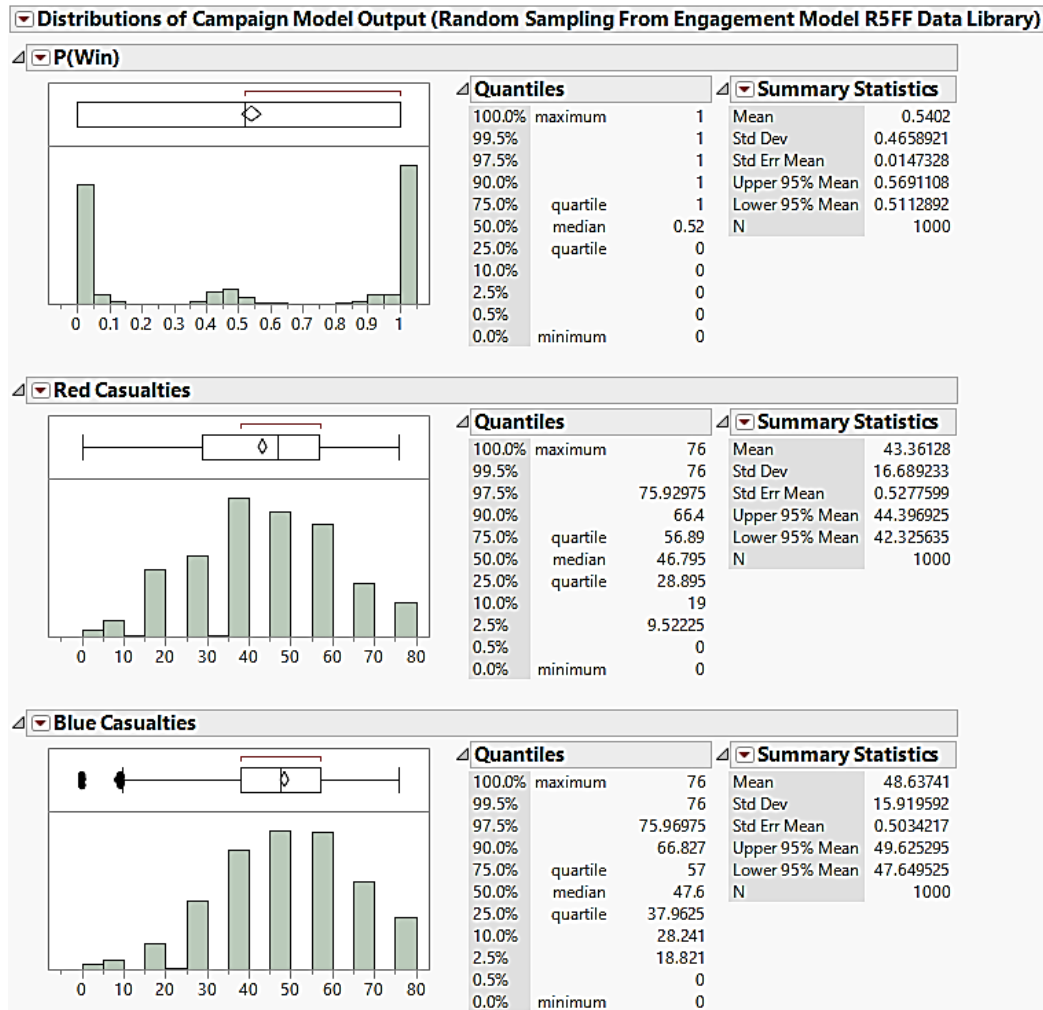 Distributions of Campaign Model Output (Random Sampling From Engagement Model R5FF Data Library)
P(Win)
0 0.1 0.2 0.3 0.4 0.5 0.6 0.7 0.8 0.9 1
Quantiles
100.0% maximum 1
99.5% 1
97.5% 1
90.0% 1
75.0% quartile 1
50.0% median 0.52
25.0% quartile 0
10.0% 0
2.5% 0
0.5% 0
0.0% minimum 0
Summary Statistics
Mean 0.5402
Std Dev 0.4658921
Std Err Mean 0.0147328
Upper 95% Mean 0.5691108
Lower 95% Mean 0.5112892
N 1000
Red Casualties
0 10 20 30 40 50 60 70 80
Quantiles
100.0% maximum 76
99.5% 76
97.5% 75.92975
90.0% 66.4
75.0% quartile 56.89
50.0% median 46.795
25.0% quartile 28.895
10.0% 19
2.5% 9.52225
0.5% 0
0.0% minimum 0
Summary Statistics
Mean 43.36128
Std Dev 16.689233
Std Err Mean 0.5277599
Upper 95% Mean 44.396925
Lower 95% Mean 42.325635
N 1000
Blue Casualties
0 10 20 30 40 50 60 70 80
Quantiles
100.0% maximum 76
99.5% 76
97.5% 75.96975
90.0% 66.827
75.0% quartile 57
50.0% median 47.6
25.0% quartile 37.9625
10.0% 28.241
2.5% 18.821
0.5% 0
0.0% minimum 0
Summary Statistics
Mean 48.63741
Std Dev 15.919592
Std Err Mean 0.5034217
Upper 95% Mean 49.625295
Lower 95% Mean 47.649525
N 1000